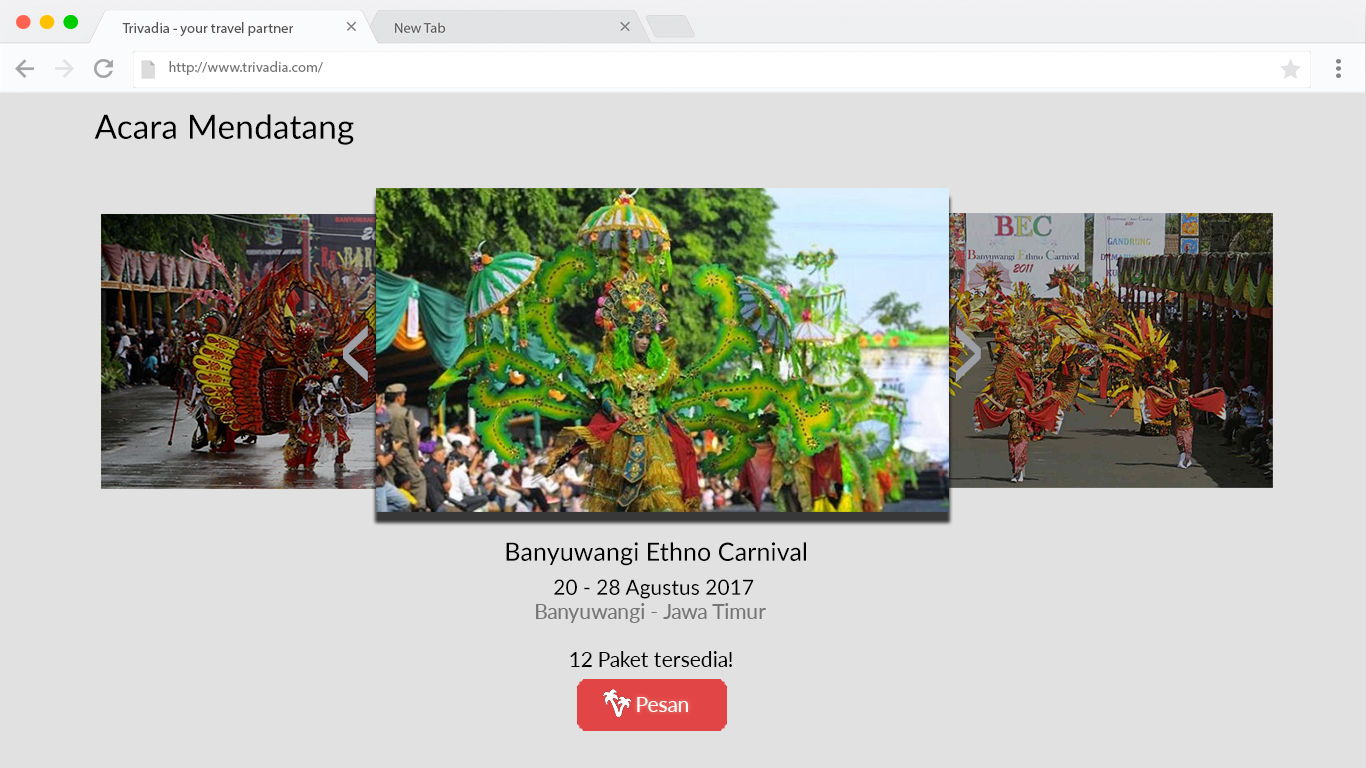 Trivadia - your travel partner
New Tab
http://www.trivadia.com/
Acara Mendatang
BEC
Banyuwangi Ethno Carnival
2011
GANDRUNG
Banyuwangi Ethno Carnival
20 - 28 Agustus 2017
Banyuwangi - Jawa Timur
12 Paket tersedia!
Pesan